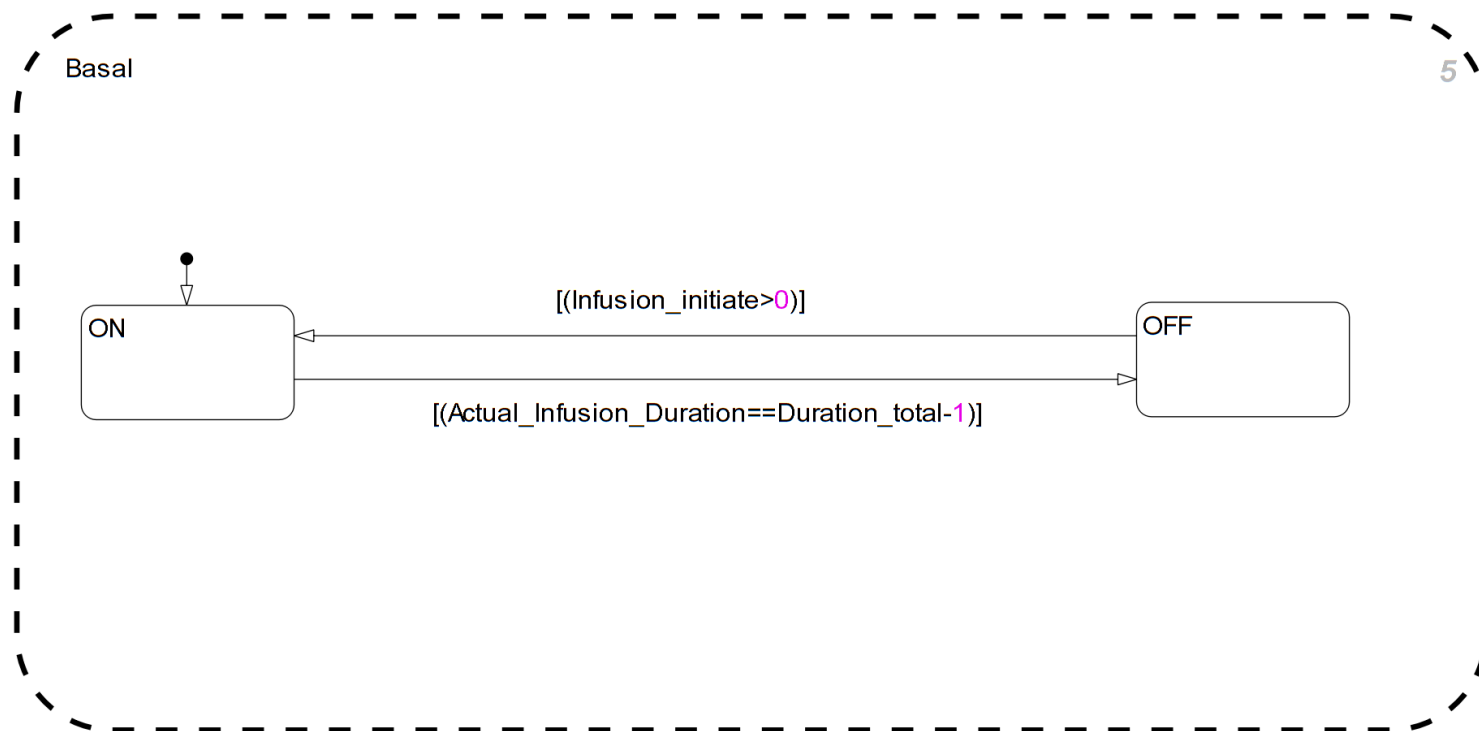 Basal
5
[(Infusion_initiate>0)]
ON
OFF
[(Actual_Infusion_Duration==Duration_total-1)]